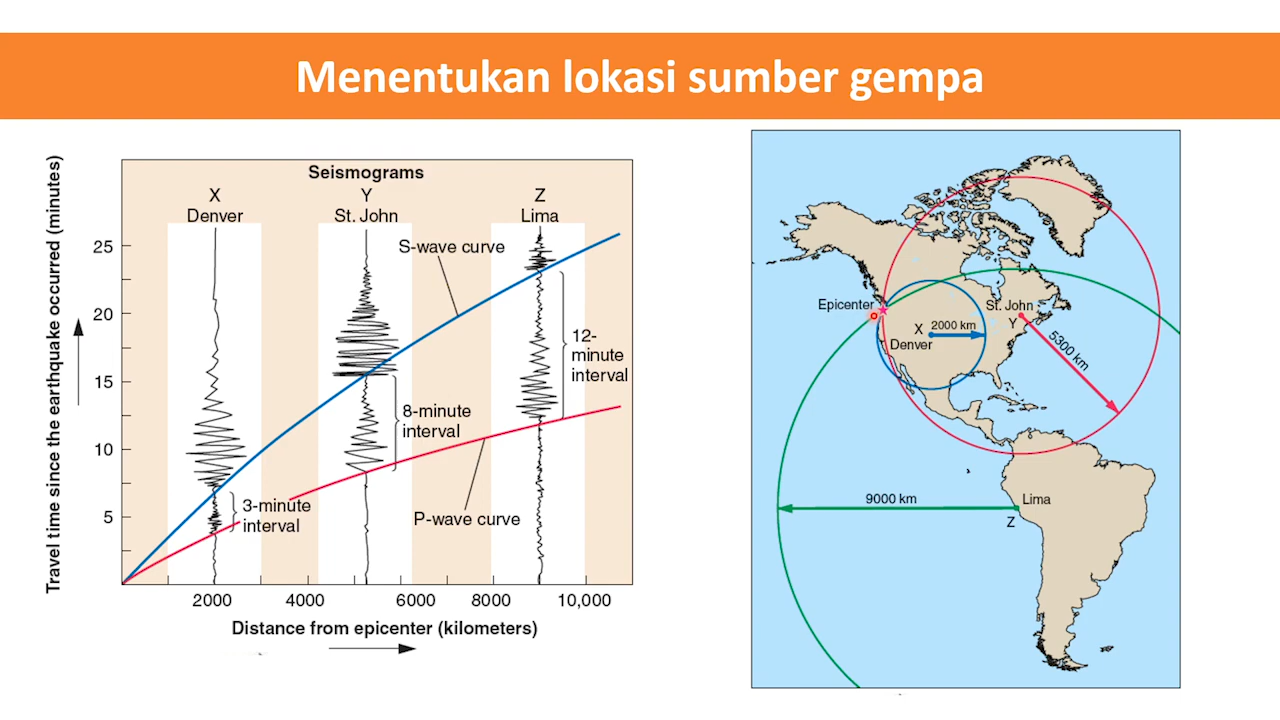 Menentukan lokasi sumber gempa
Travel time since the earthquake occurred (minutes)
Seismograms
X
Denver
Y
St. John
Z
Lima
25
20
15
10
5
S-wave curve
P-wave curve
3-minute
interval
8-minute
interval
12-
minute
interval
2000
4000
6000
8000
10,000
Distance from epicenter (kilometers)
Epicenter
X
Denver
2000 km
St. John
Y
5300 km
9000 km
Lima
Z